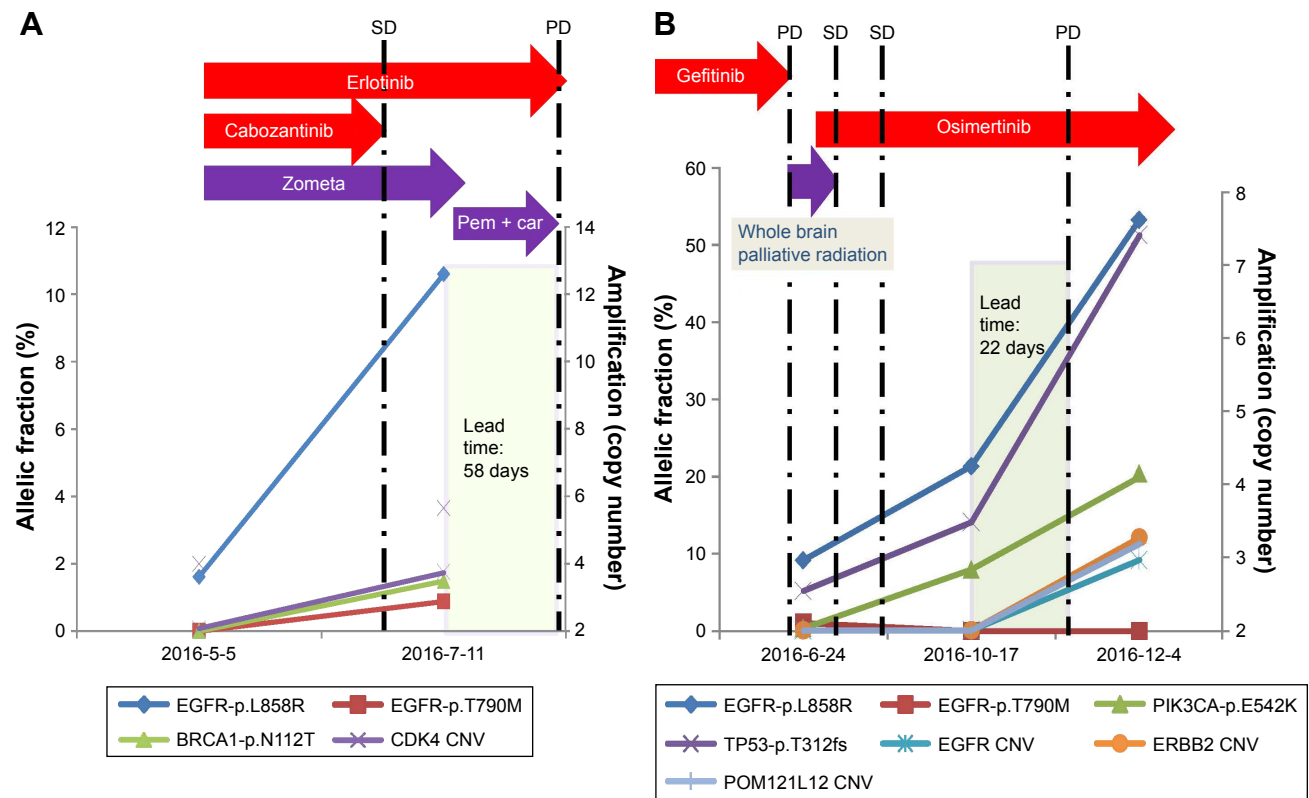 A
SD
PD
Erlotinib
Cabozantinib
Zometa
Pem + car
12
10
8
6
4
2
0
Allelic fraction (%)
14
12
10
8
6
4
2
Amplification (copy number)
Lead
time:
58 days
2016-5-5
2016-7-11
EGFR-p.L858R
EGFR-p.T790M
BRCA1-p.N112T
CDK4 CNV
B
PD
SD
SD
PD
Gefitinib
Osimertinib
Whole brain
palliative radiation
60
50
40
30
20
10
0
Allelic fraction (%)
8
7
6
5
4
3
2
Amplification (copy number)
Lead
time:
22 days
2016-6-24
2016-10-17
2016-12-4
EGFR-p.L858R
EGFR-p.T790M
PIK3CA-p.E542K
TP53-p.T312fs
EGFR CNV
ERBB2 CNV
POM121L12 CNV